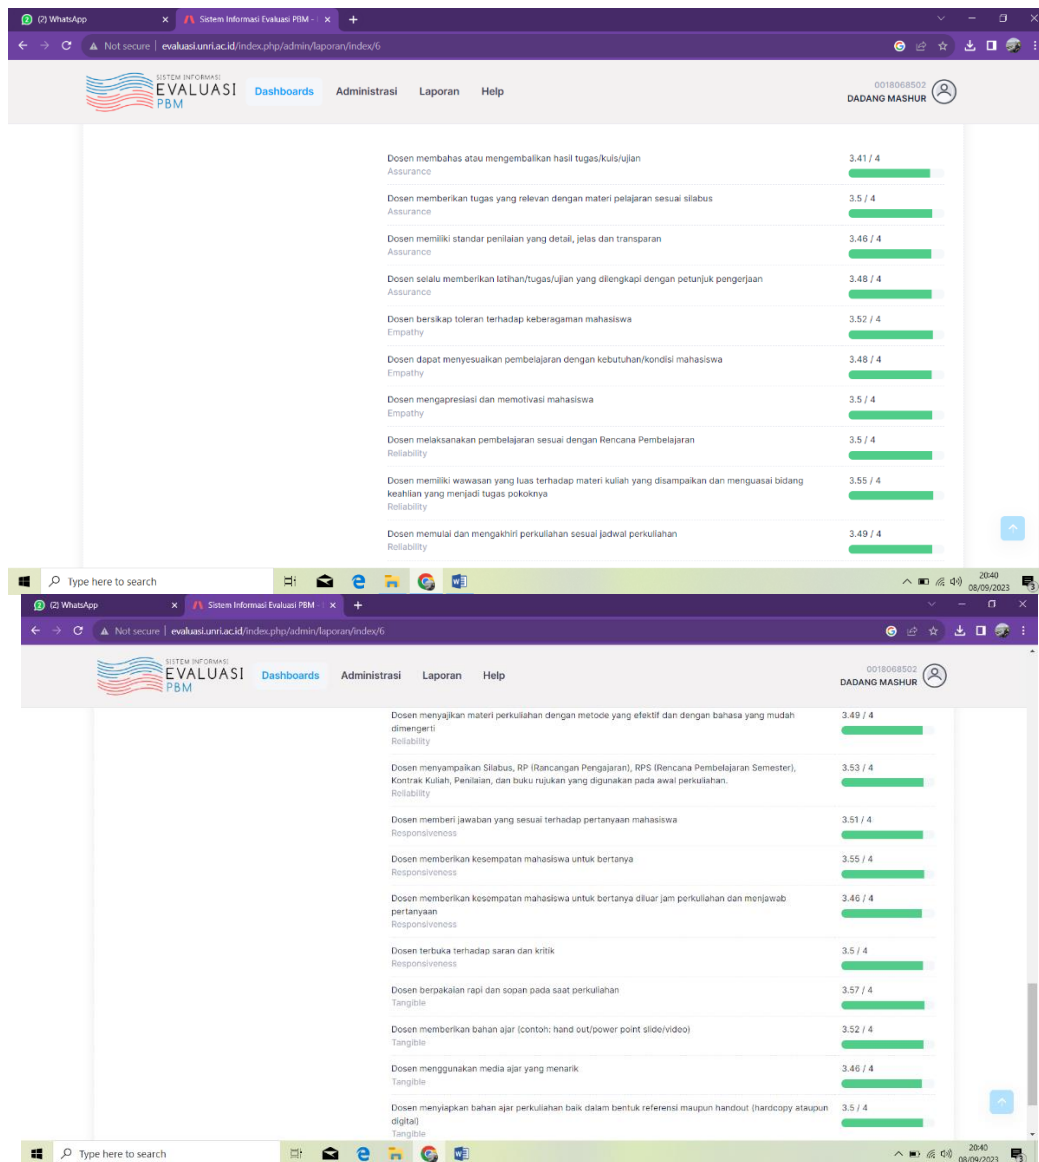 (2) WhatsApp
Sistem Informasi Evaluasi PBM -
Not secure | evaluasi.unri.ac.id/index.php/admin/laporan/index/6
SISTEM INFORMASI
EVALUASI
PBM
Dashboards Administrasi Laporan Help
0018068502
DADANG MASHUR
Dosen membahas atau mengembalikan hasil tugas/kuis/ujian 3.41 / 4
Assurance
Dosen memberikan tugas yang relevan dengan materi pelajaran sesuai silabus 3.5 / 4
Assurance
Dosen memiliki standar penilaian yang detail, jelas dan transparan 3.46 / 4
Assurance
Dosen selalu memberikan latihan/tugas/ujian yang dilengkapi dengan petunjuk pengerjaan 3.48 / 4
Assurance
Dosen bersikap toleran terhadap keberagaman mahasiswa 3.52 / 4
Empathy
Dosen dapat menyesuaikan pembelajaran dengan kebutuhan/kondisi mahasiswa 3.48 / 4
Empathy
Dosen mengapresiasi dan memotivasi mahasiswa 3.5 / 4
Empathy
Dosen melaksanakan pembelajaran sesuai dengan Rencana Pembelajaran 3.5 / 4
Reliability
Dosen memiliki wawasan yang luas terhadap materi kuliah yang disampaikan dan menguasai bidang 3.55 / 4
keahlian yang menjadi tugas pokoknya
Reliability
Dosen memulai dan mengakhiri perkuliahan sesuai jadwal perkuliahan 3.49 / 4
Reliability
Type here to search
20:40
08/09/2023
3
(2) WhatsApp
Sistem Informasi Evaluasi PBM -
Not secure | evaluasi.unri.ac.id/index.php/admin/laporan/index/6
SISTEM INFORMASI
EVALUASI
PBM
Dashboards Administrasi Laporan Help
0018068502
DADANG MASHUR
Dosen menyajikan materi perkuliahan dengan metode yang efektif dan dengan bahasa yang mudah 3.49 / 4
dimengerti
Reliability
Dosen menyampaikan Silabus, RP (Rancangan Pengajaran), RPS (Rencana Pembelajaran Semester), 3.53 / 4
Kontrak Kuliah, Penilaian, dan buku rujukan yang digunakan pada awal perkuliahan.
Reliability
Dosen memberi jawaban yang sesuai terhadap pertanyaan mahasiswa 3.51 / 4
Responsiveness
Dosen memberikan kesempatan mahasiswa untuk bertanya 3.55 / 4
Responsiveness
Dosen memberikan kesempatan mahasiswa untuk bertanya diluar jam perkuliahan dan menjawab 3.46 / 4
pertanyaan
Responsiveness
Dosen terbuka terhadap saran dan kritik 3.5 / 4
Responsiveness
Dosen berpakaian rapi dan sopan pada saat perkuliahan 3.57 / 4
Tangible
Dosen memberikan bahan ajar (contoh: hand out/power point slide/video) 3.52 / 4
Tangible
Dosen menggunakan media ajar yang menarik 3.46 / 4
Tangible
Dosen menyiapkan bahan ajar perkuliahan baik dalam bentuk referensi maupun handout (hardcopy ataupun 3.5 / 4
digital)
Tangible
Type here to search
20:40
08/09/2023
3